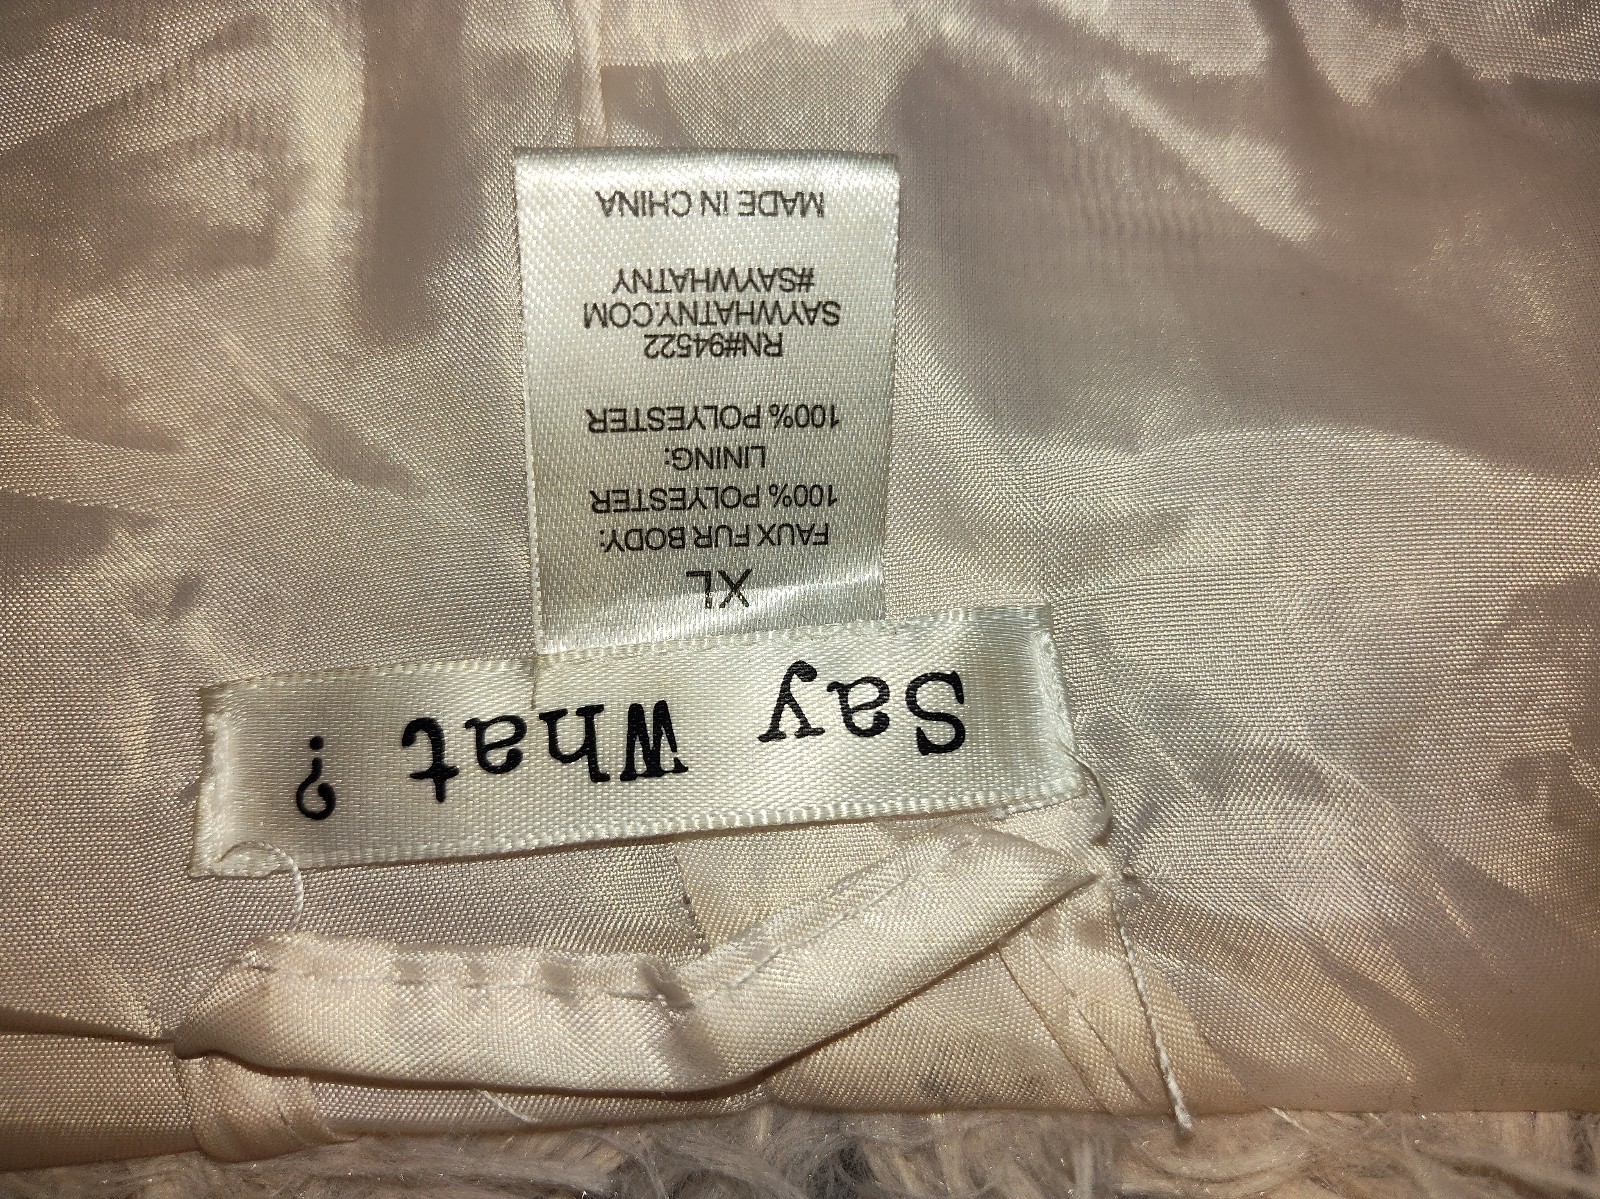 Say What ?
XL
FAUX FUR BODY:
100% POLYESTER
LINING:
100% POLYESTER
RN#94522
SAYWHATNY.COM
#SAYWHATNY
MADE IN CHINA